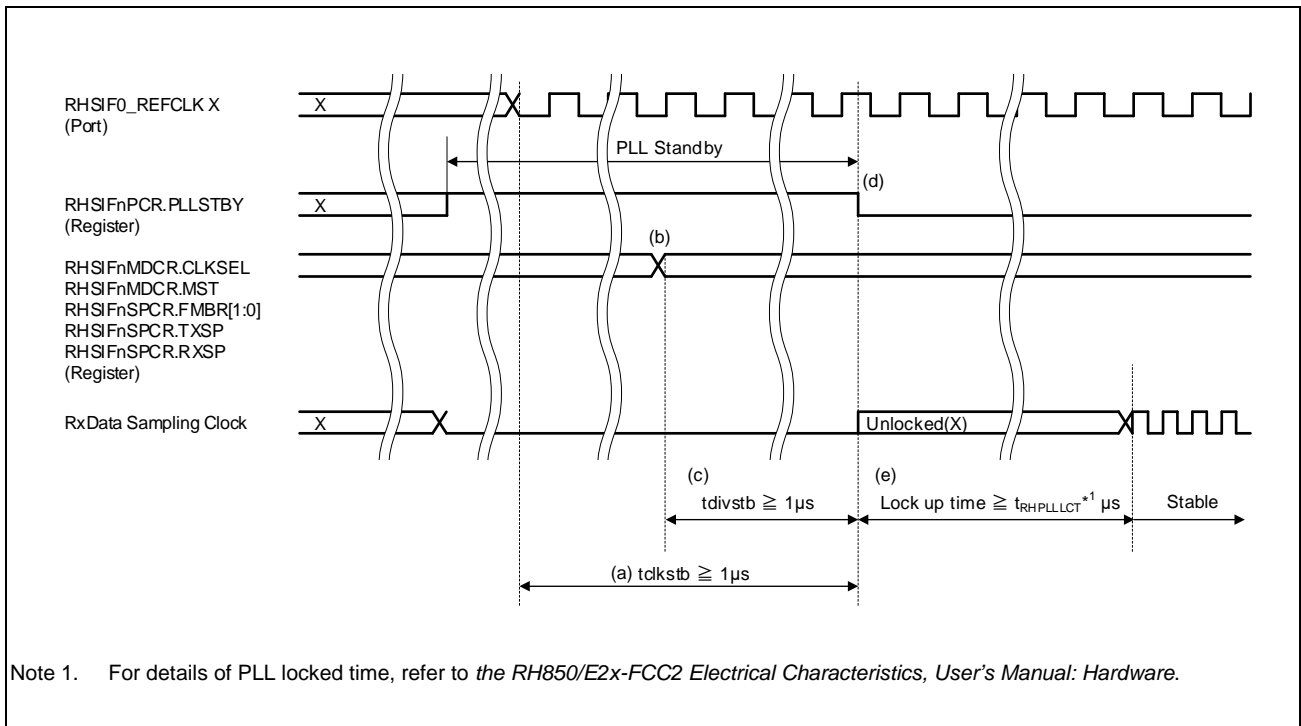 RHSIF0_REFCLK X
(Port)
X
PLL Standby
(d)
RHSIFnPCR.PLLSTBY
(Register)
X
(b)
RHSIFnMDCR.CLKSEL
RHSIFnMDCR.MST
RHSIFnSPCR.FMBR[1:0]
RHSIFnSPCR.TXSP
RHSIFnSPCR.RXSP
(Register)
RxData Sampling Clock
X
Unlocked(X)
(c)
tdivstb ≧ 1µs
(e)
Lock up time ≧ tRHPLLLCT*1 µs
Stable
(a) tclkstb ≧ 1µs
Note 1. For details of PLL locked time, refer to the RH850/E2x-FCC2 Electrical Characteristics, User's Manual: Hardware.